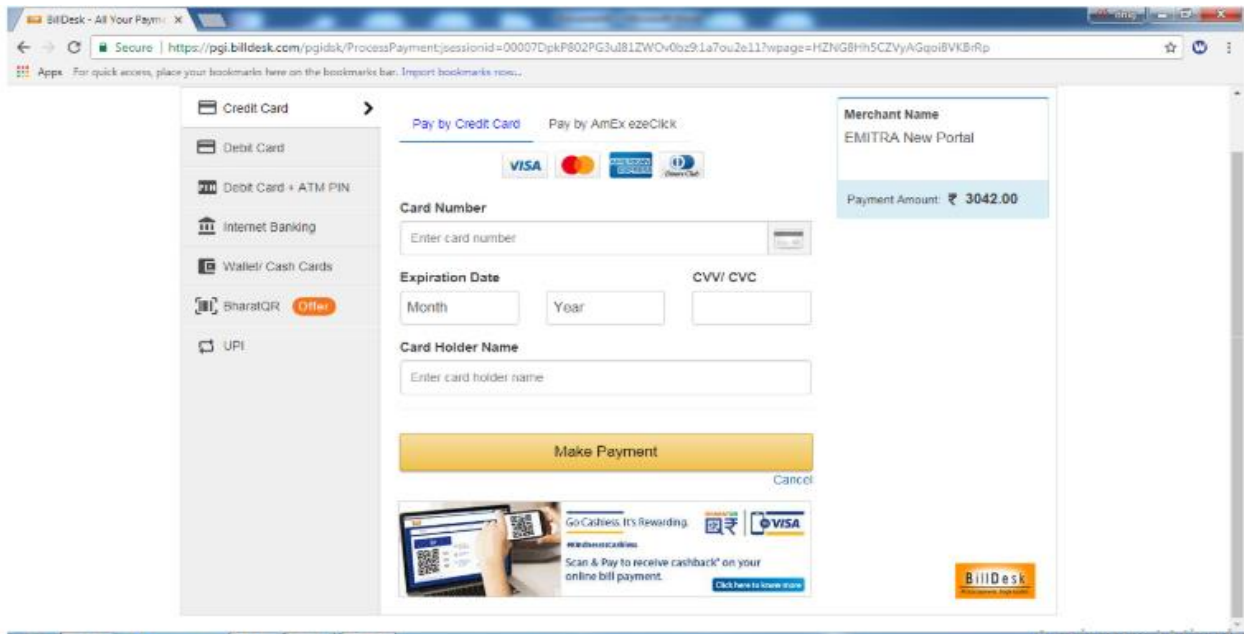 BillDesk - All Your Payme
Secure | https://pgi.billdesk.com/pgidsk/ProcessPayment;jsessionid=
Apps For quick access, place your bookmarks here on the bookmarks bar. Import bookmarks now...
Credit Card
Debit Card
Debit Card + ATM PIN
Internet Banking
Wallet/ Cash Cards
BharatQR Offer
UPI
Pay by Credit Card Pay by AmEx ezeClick
VISA
Card Number
Enter card number
Expiration Date CVV/ CVC
Month Year
Card Holder Name
Enter card holder name
Make Payment
Cancel
Go Cashless. It's Rewarding.
VISA
Scan & Pay to receive cashback* on your
online bill payment.
Click here to know more
Merchant Name
EMITRA New Portal
Payment Amount: ₹ 3042.00
BillDesk